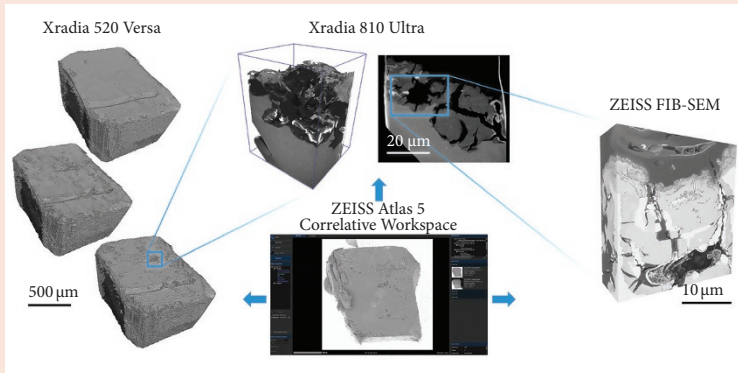 Xradia 520 Versa
Xradia 810 Ultra
20 μm
ZEISS FIB-SEM
ZEISS Atlas 5
Correlative Workspace
500 μm
10 μm